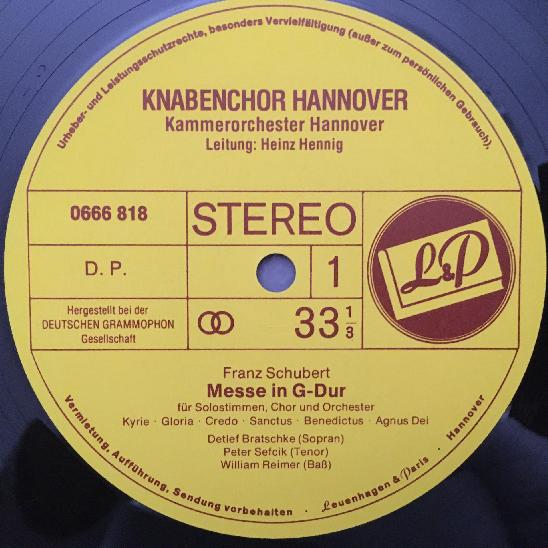 Urheber- und Leistungsschutzrechte, besonders Vervielfältigung (außer zum persönlichen Gebrauch),
KNABENCHOR HANNOVER
Kammerorchester Hannover
Leitung: Heinz Hennig
0666 818
STEREO
L&P
D. P.
1
Hergestellt bei der
DEUTSCHEN GRAMMOPHON
Gesellschaft
33 1/3
Franz Schubert
Messe in G-Dur
für Solostimmen, Chor und Orchester
Kyrie · Gloria · Credo · Sanctus · Benedictus · Agnus Dei
Detlef Bratschke (Sopran)
Peter Sefcik (Tenor)
William Reimer (Baß)
Vermietung, Aufführung, Sendung vorbehalten · Leuenhagen & Paris · Hannover